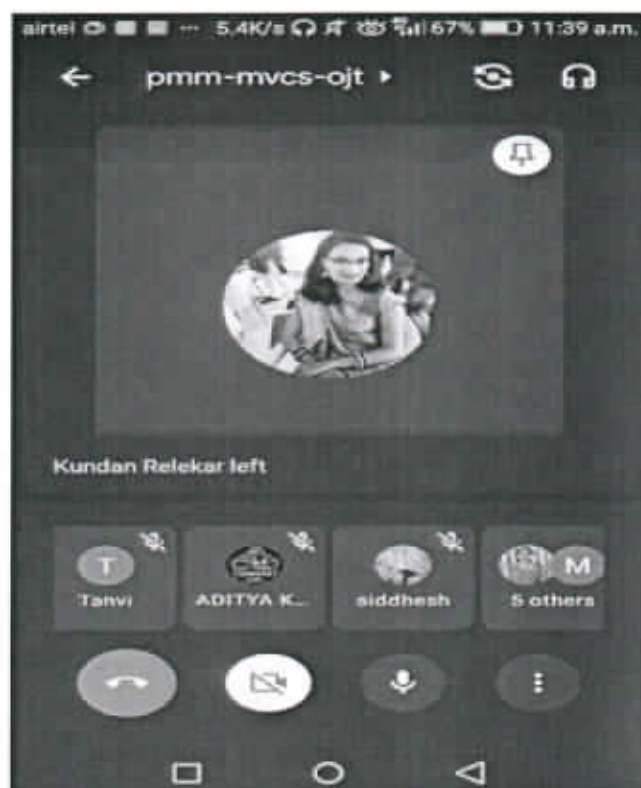 airtel ... 5.4K/s 67% 11:39 a.m.
pmm-mvcs-ojt
Kundan Relekar left
T
M
Tanvi
ADITYA K...
siddhesh
5 others